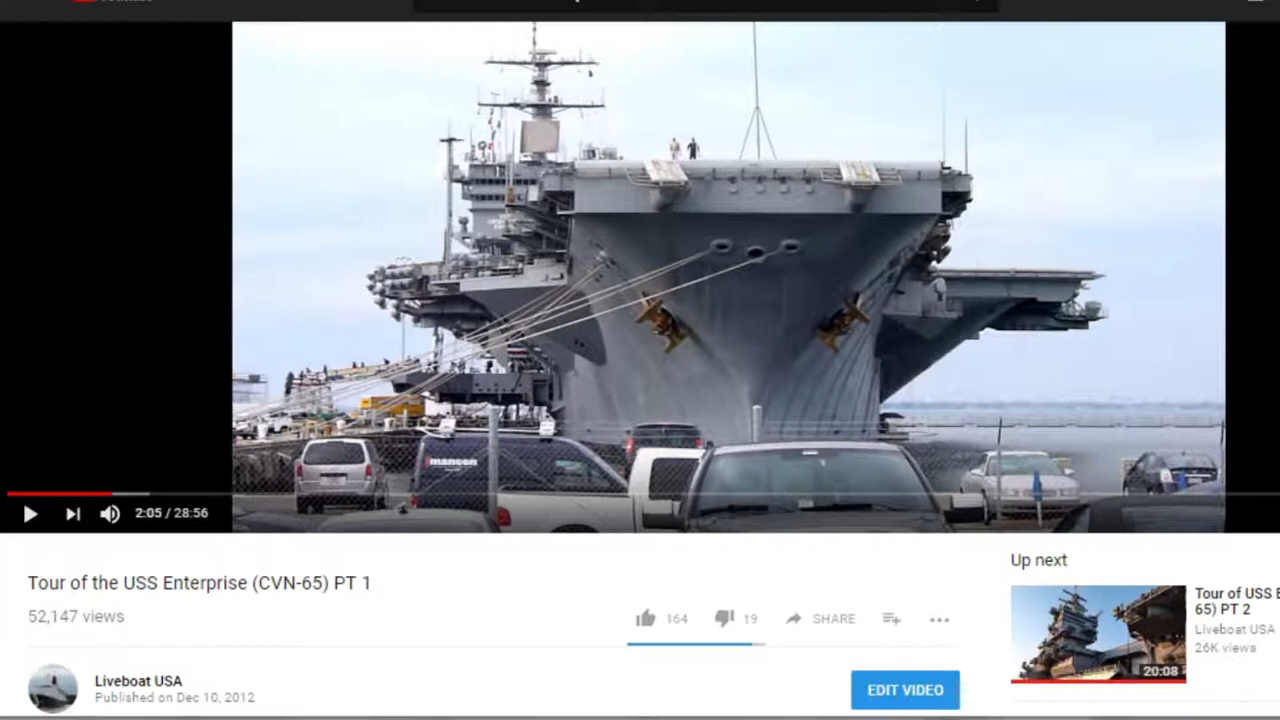 manson
2:05 / 28:56
Tour of the USS Enterprise (CVN-65) PT 1
52,147 views
164
19
SHARE
Liveboat USA
Published on Dec 10, 2012
EDIT VIDEO
Up next
Tour of USS E
65) PT 2
Liveboat USA
26K views
20:08